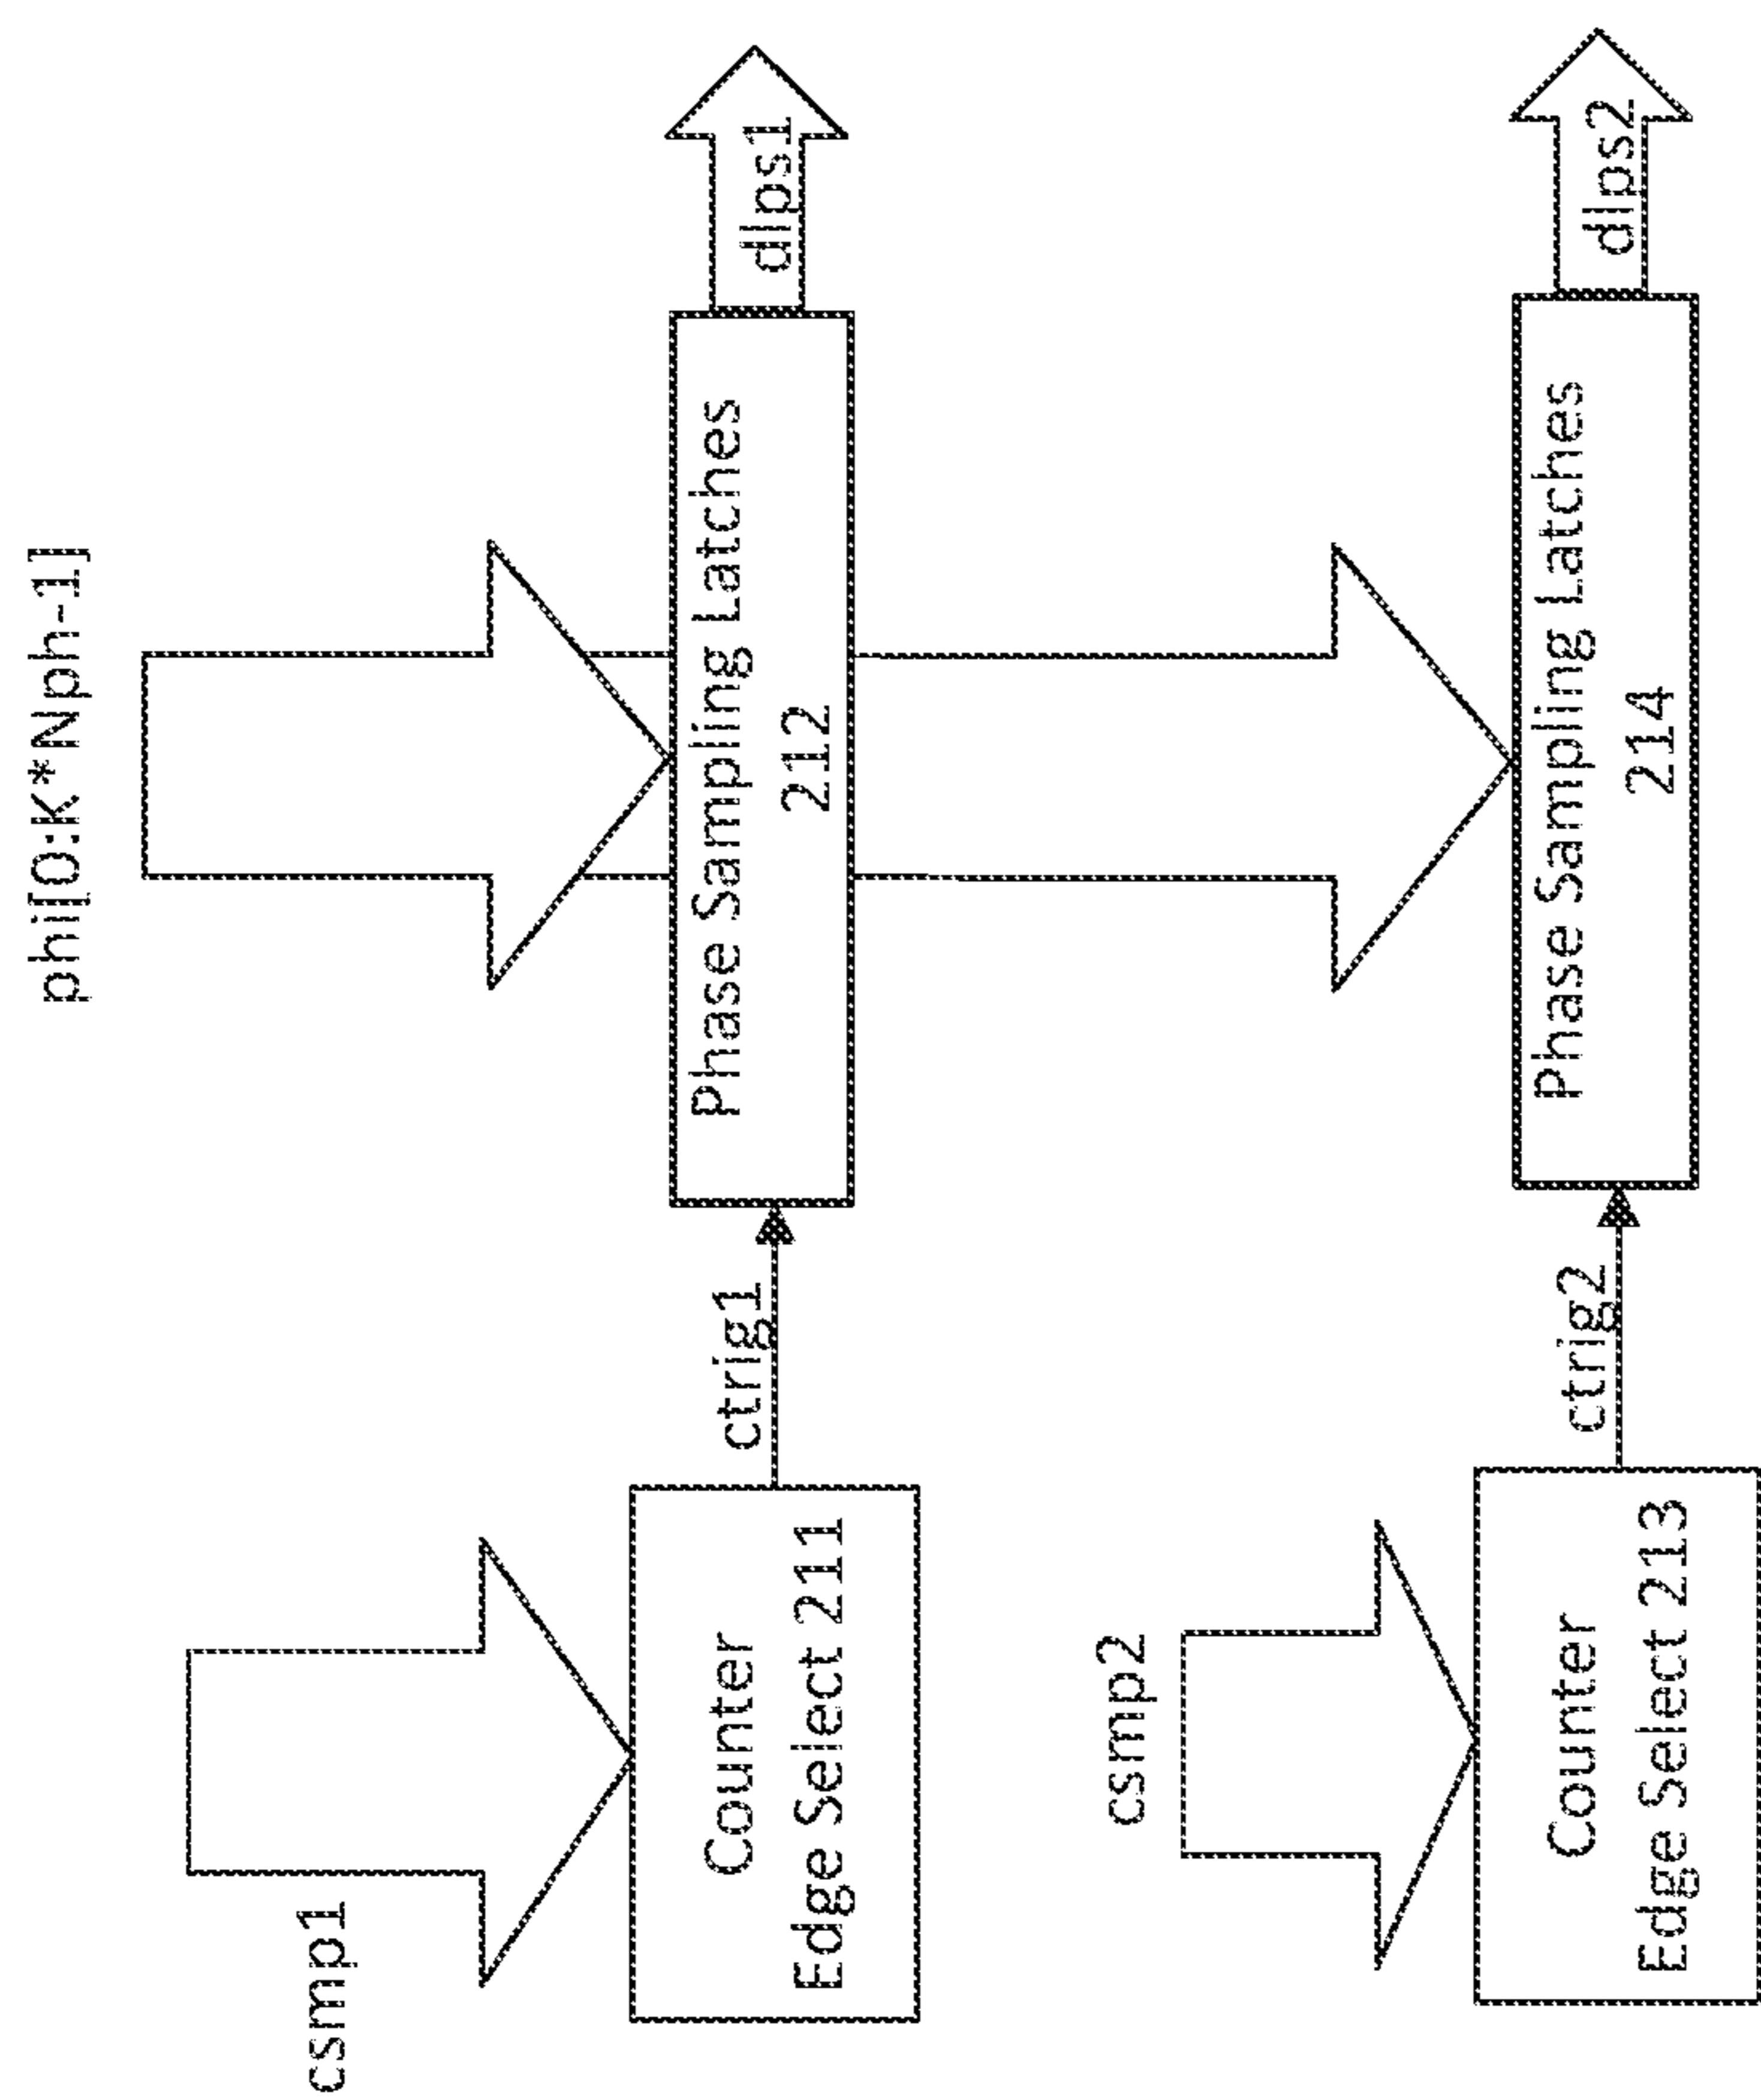 phi[0:K*Nph-1]
csmp1
Counter
Edge Select 211
ctrig1
Phase Sampling Latches
212
dlps1
csmp2
Counter
Edge Select 213
ctrig2
Phase Sampling Latches
214
dlps2